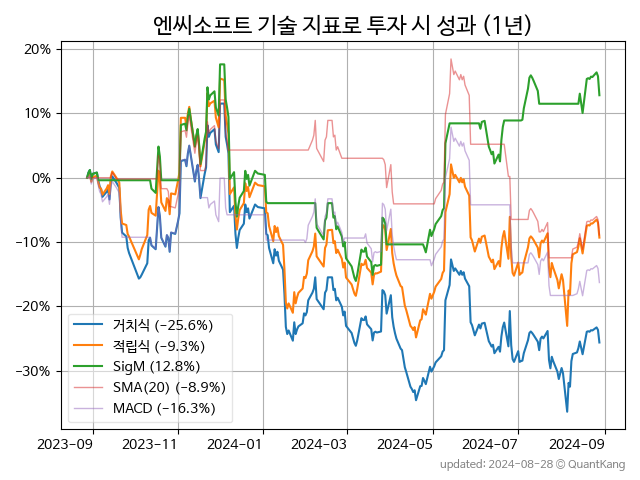 엔씨소프트 기술 지표로 투자 시 성과 (1년)
20%
10%
0%
−10%
−20%
−30%
거치식 (−25.6%)
적립식 (−9.3%)
SigM (12.8%)
SMA(20) (−8.9%)
MACD (−16.3%)
2023-09 2023-11 2024-01 2024-03 2024-05 2024-07 2024-09
updated: 2024-08-28 © QuantKang